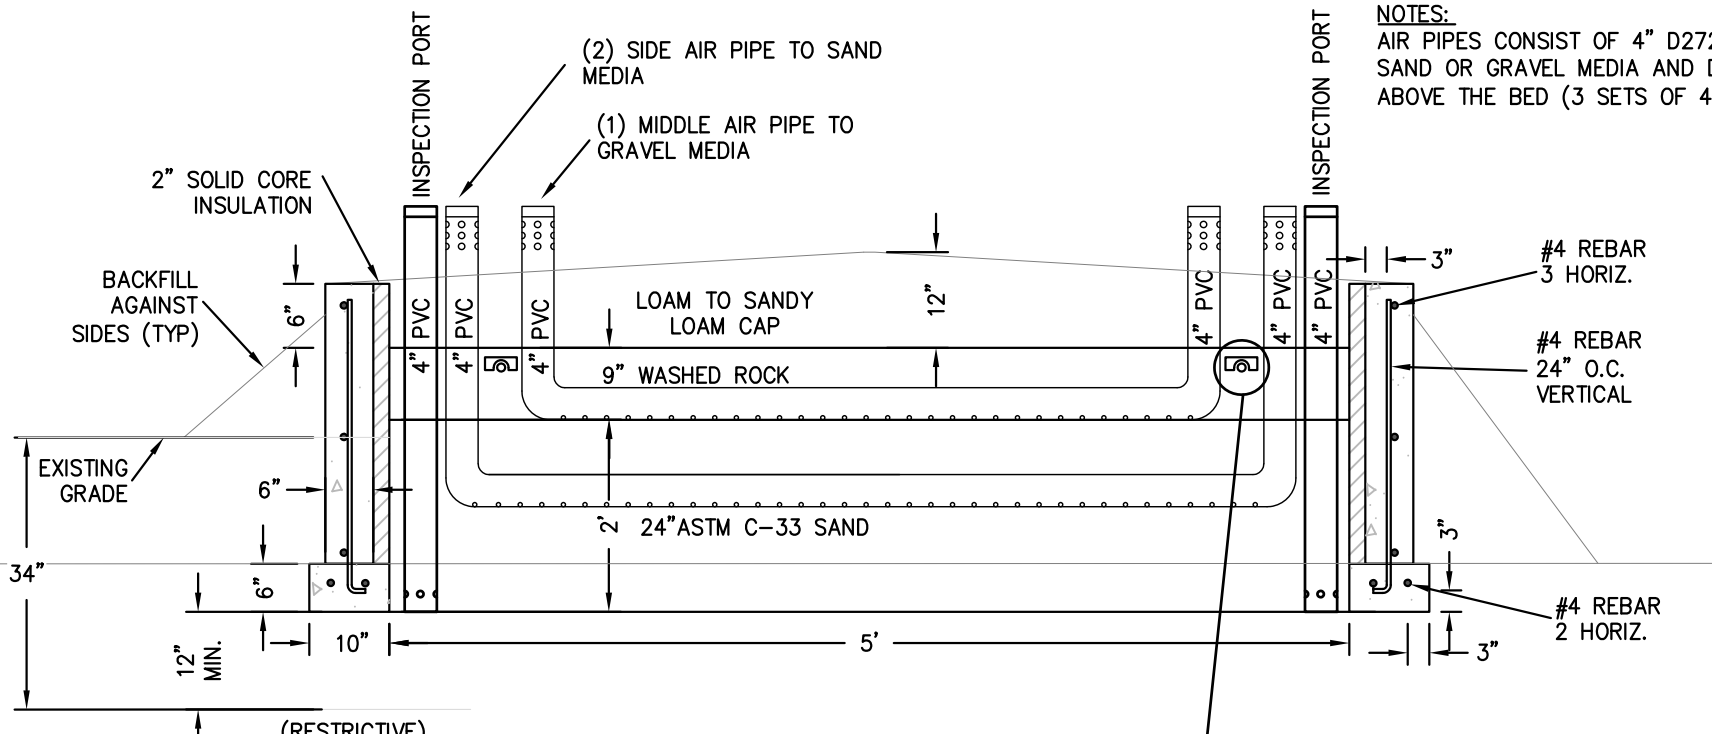 NOTES:
AIR PIPES CONSIST OF 4" D272
SAND OR GRAVEL MEDIA AND
ABOVE THE BED (3 SETS OF 4
INSPECTION PORT
(2) SIDE AIR PIPE TO SAND
MEDIA
(1) MIDDLE AIR PIPE TO
GRAVEL MEDIA
INSPECTION PORT
2" SOLID CORE
INSULATION
BACKFILL
AGAINST
SIDES (TYP)
6"
4" PVC
4" PVC
4" PVC
LOAM TO SANDY
LOAM CAP
12"
4" PVC
4" PVC
4" PVC
3"
#4 REBAR
3 HORIZ.
#4 REBAR
24" O.C.
VERTICAL
9" WASHED ROCK
EXISTING
GRADE
6"
2'
24"ASTM C-33 SAND
3"
34"
6"
10"
5'
12"
MIN.
#4 REBAR
2 HORIZ.
3"
(RESTRICTIVE)